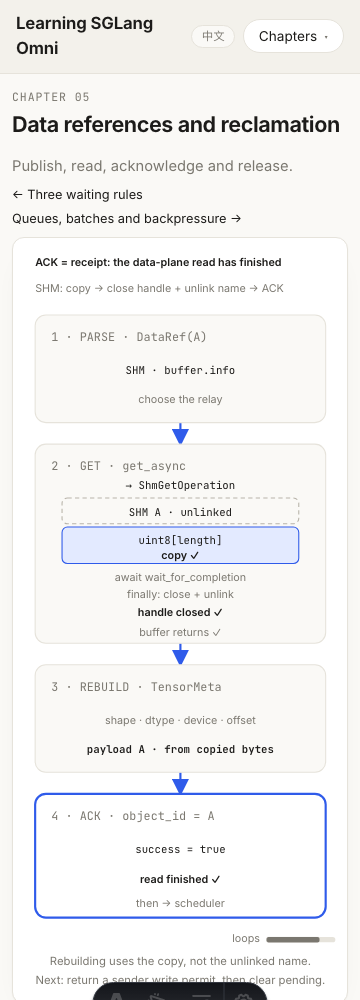 Learning SGLang
Omni
中文
Chapters
CHAPTER 05
Data references and reclamation
Publish, read, acknowledge and release.
← Three waiting rules
Queues, batches and backpressure →
ACK = receipt: the data-plane read has finished
SHM: copy → close handle + unlink name → ACK
1 · PARSE · DataRef(A)
SHM · buffer.info
choose the relay
2 · GET · get_async
→ ShmGetOperation
SHM A · unlinked
uint8[length]
copy ✓
await wait_for_completion
finally: close + unlink
handle closed ✓
buffer returns ✓
3 · REBUILD · TensorMeta
shape · dtype · device · offset
payload A · from copied bytes
4 · ACK · object_id = A
success = true
read finished ✓
then → scheduler
loops
Rebuilding uses the copy, not the unlinked name.
Next: return a sender write permit, then clear pending.